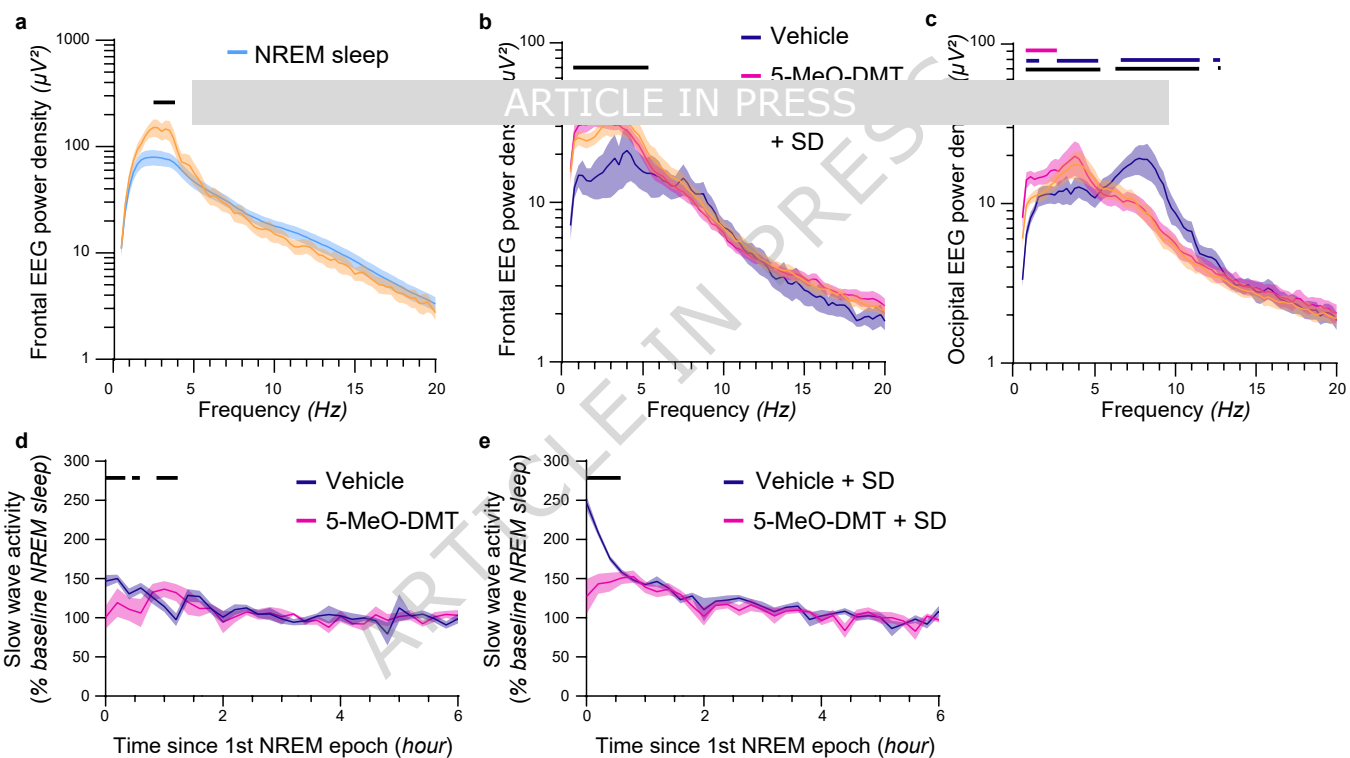 a
b
c
1000
100
10
1
Frontal EEG power density (µV²)
NREM sleep
0
5
10
15
20
Frequency (Hz)
100
10
1
Frontal EEG power dens
µV²)
Vehicle
5-MeO-DMT
+ SD
0
5
10
15
20
Frequency (Hz)
100
10
1
Occipital EEG power dens
(µV²)
0
5
10
15
20
Frequency (Hz)
ARTICLE IN PRESS
ARTICLE IN PRESS
d
e
300
250
200
150
100
50
0
Slow wave activity
(% baseline NREM sleep)
Vehicle
5-MeO-DMT
0
2
4
6
Time since 1st NREM epoch (hour)
300
250
200
150
100
50
0
Slow wave activity
(% baseline NREM sleep)
Vehicle + SD
5-MeO-DMT + SD
0
2
4
6
Time since 1st NREM epoch (hour)